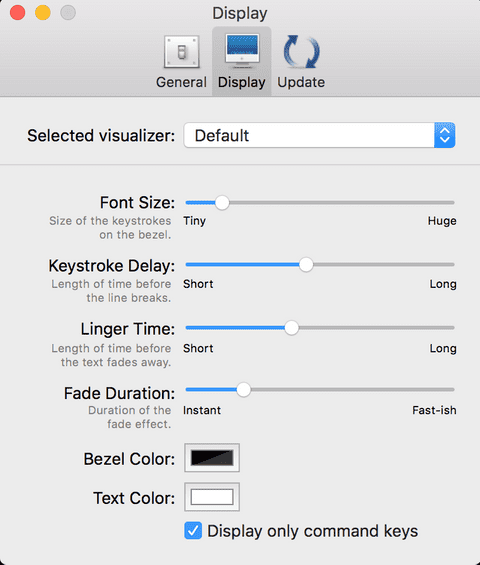 Display
General Display Update
Selected visualizer: Default
Font Size:
Size of the keystrokes
on the bezel.
Tiny Huge
Keystroke Delay:
Length of time before
the line breaks.
Short Long
Linger Time:
Length of time before
the text fades away.
Short Long
Fade Duration:
Duration of the
fade effect.
Instant Fast-ish
Bezel Color:
Text Color:
Display only command keys